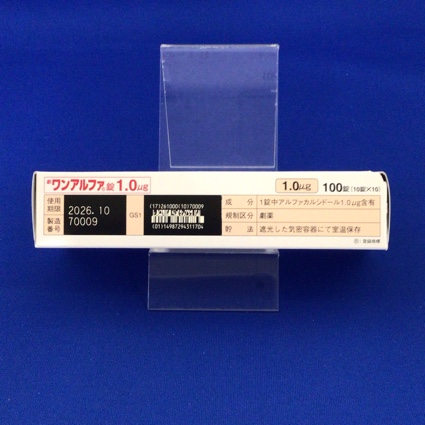 ワンアルファ®錠1.0μg
使用期限 2026.10
製造番号 70009
GS1
(17)261000(10)70009
(01)14987294311704
1.0μg 100錠(10錠×10)
成分 1錠中アルファカルシドール1.0μg含有
規制区分 劇薬
貯法 遮光した気密容器にて室温保存
®:登録商標